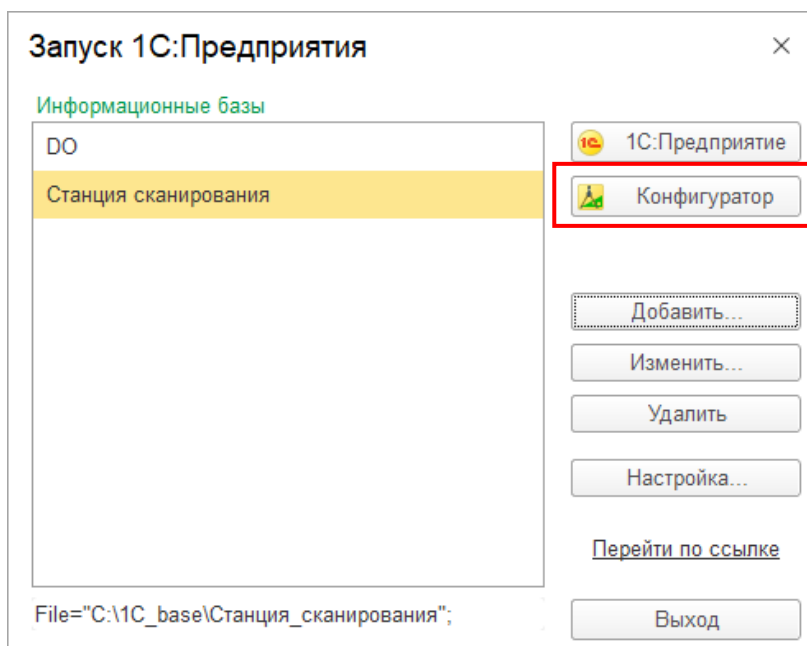 Запуск 1С:Предприятия
Информационные базы
DO
Станция сканирования
1С:Предприятие
Конфигуратор
Добавить...
Изменить...
Удалить
Настройка...
Перейти по ссылке
File="C:\1C_base\Станция_сканирования";
Выход